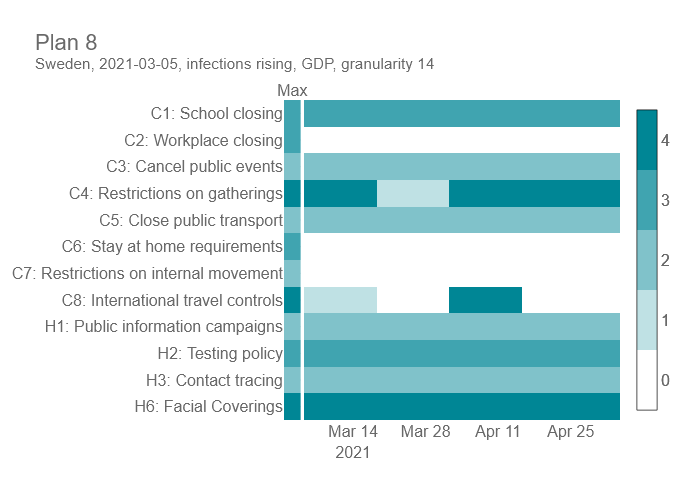 Plan 8
Sweden, 2021-03-05, infections rising, GDP, granularity 14
Max
C1: School closing
C2: Workplace closing
C3: Cancel public events
C4: Restrictions on gatherings
C5: Close public transport
C6: Stay at home requirements
C7: Restrictions on internal movement
C8: International travel controls
H1: Public information campaigns
H2: Testing policy
H3: Contact tracing
H6: Facial Coverings
Mar 14 Mar 28 Apr 11 Apr 25
2021
4
3
2
1
0